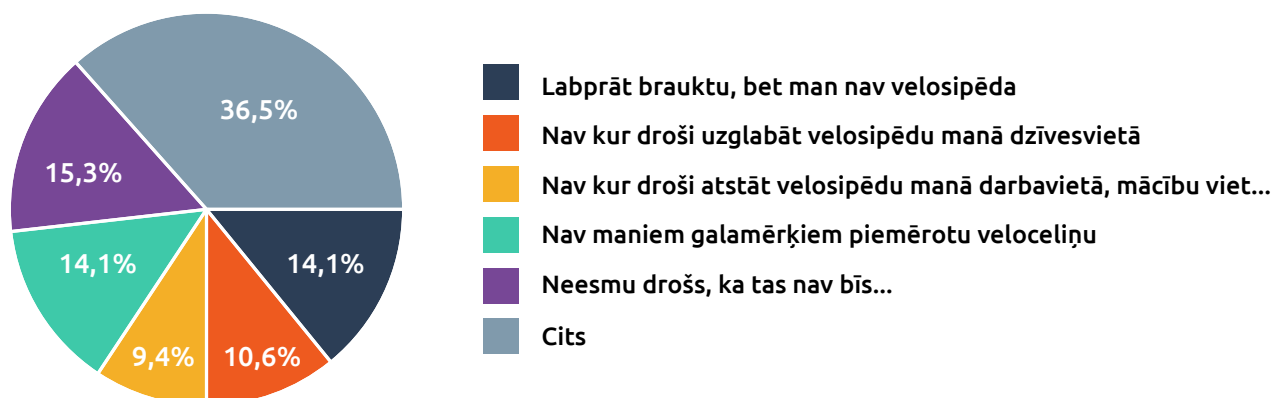 36,5%
15,3%
14,1%
14,1%
9,4%
10,6%
Labprāt brauktu, bet man nav velosipēda
Nav kur droši uzglabāt velosipēdu manā dzīvesvietā
Nav kur droši atstāt velosipēdu manā darbavietā, mācību viet...
Nav maniem galamērķiem piemērotu veloceliņu
Neesmu drošs, ka tas nav bīs...
Cits